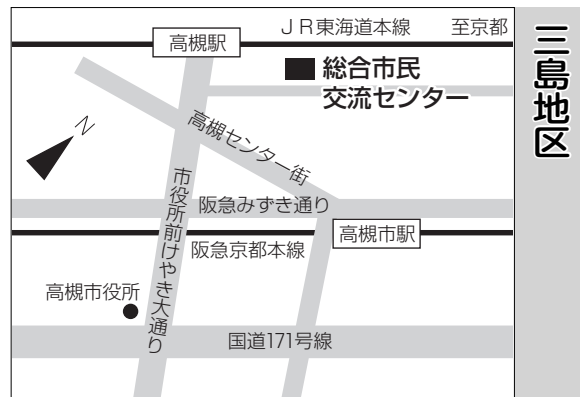 JR東海道本線
至京都
高槻駅
総合市民
交流センター
N
高槻センター街
阪急みずき通り
高槻市駅
阪急京都本線
市役所前けやき大通り
高槻市役所
国道171号線
三島地区